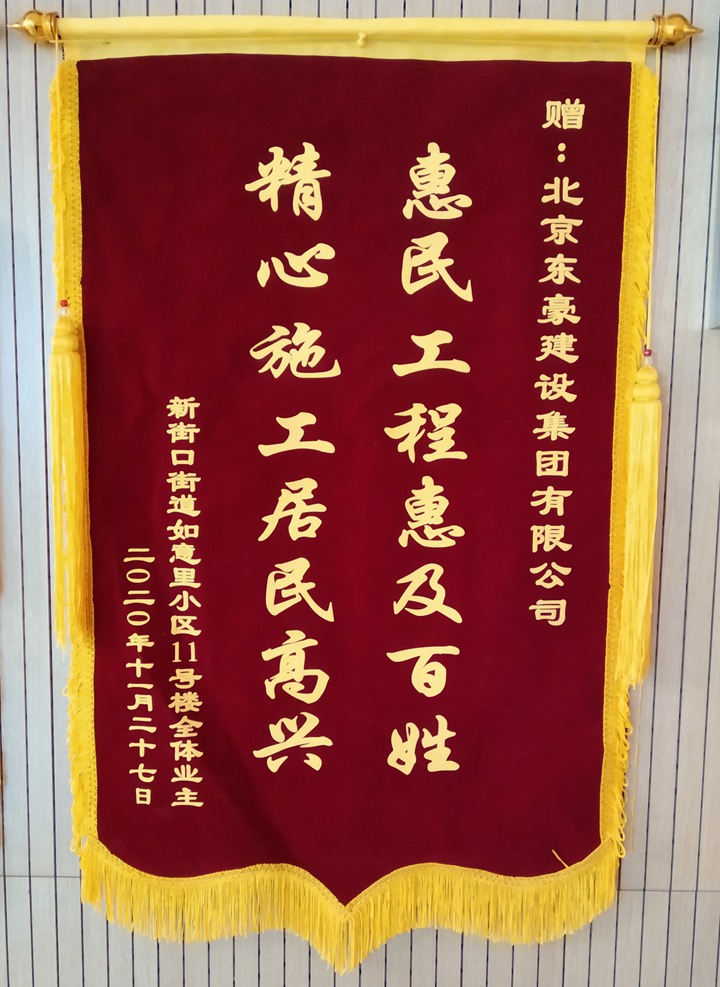 赠：北京东豪建设集团有限公司
惠民工程惠及百姓
精心施工居民高兴
新街口街道如意里小区11号楼全体业主
二〇二〇年十一月二十七日